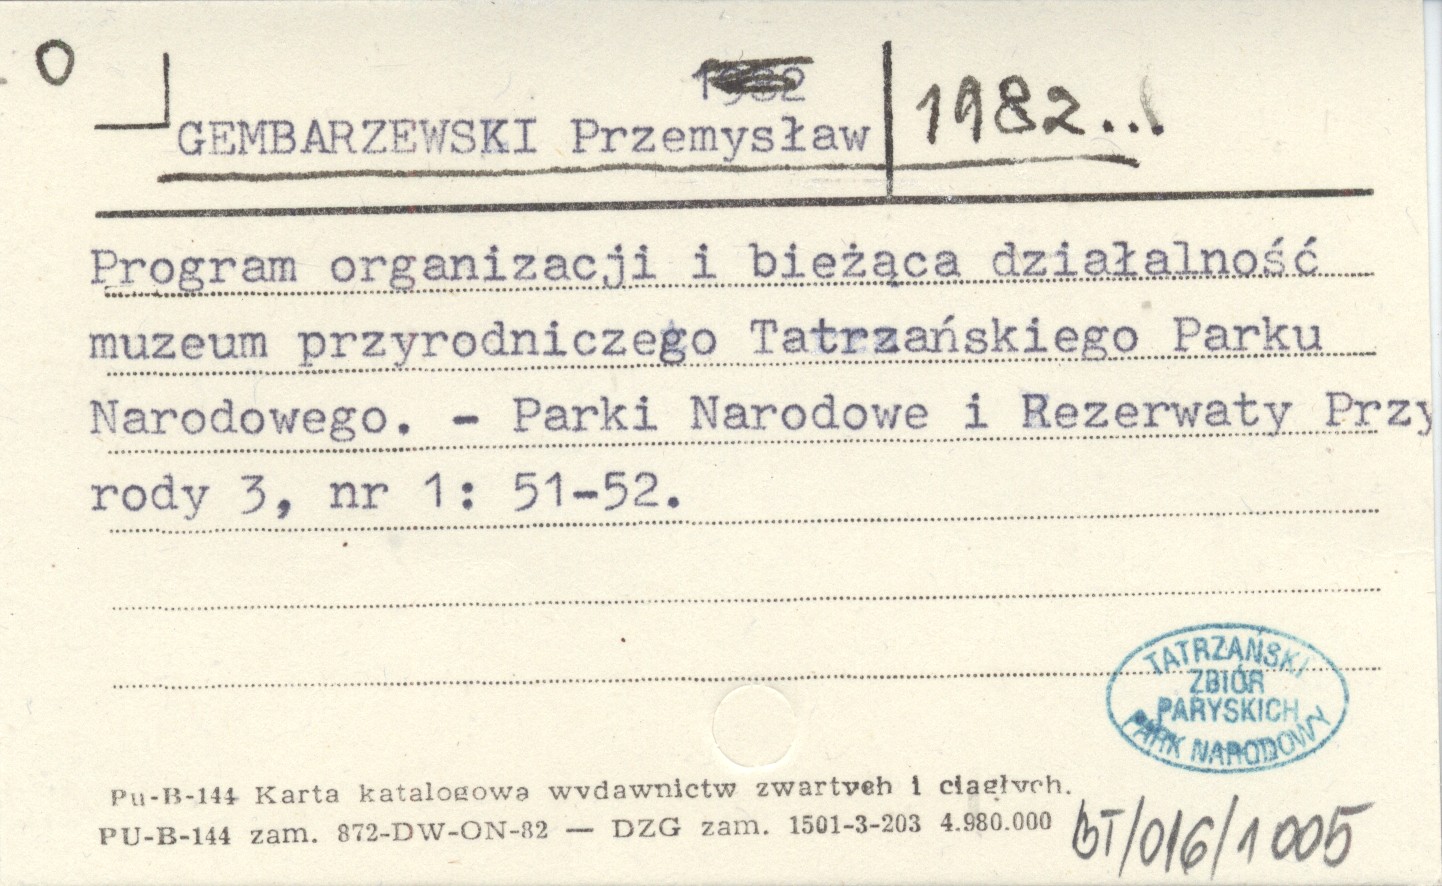 O
1982
GEMBARZEWSKI Przemysław 1982...
Program organizacji i bieżąca działalność
muzeum przyrodniczego Tatrzańskiego Parku
Narodowego. - Parki Narodowe i Rezerwaty Przy
rody 3, nr 1: 51-52.
TATRZAŃSKI
ZBIÓR
PARYSKICH
PARK NARODOWY
Pu-B-144 Karta katalogowa wydawnictw zwartych i ciągłych.
PU-B-144 zam. 872-DW-ON-82 — DZG zam. 1501-3-203 4.980.000
BT/016/1005